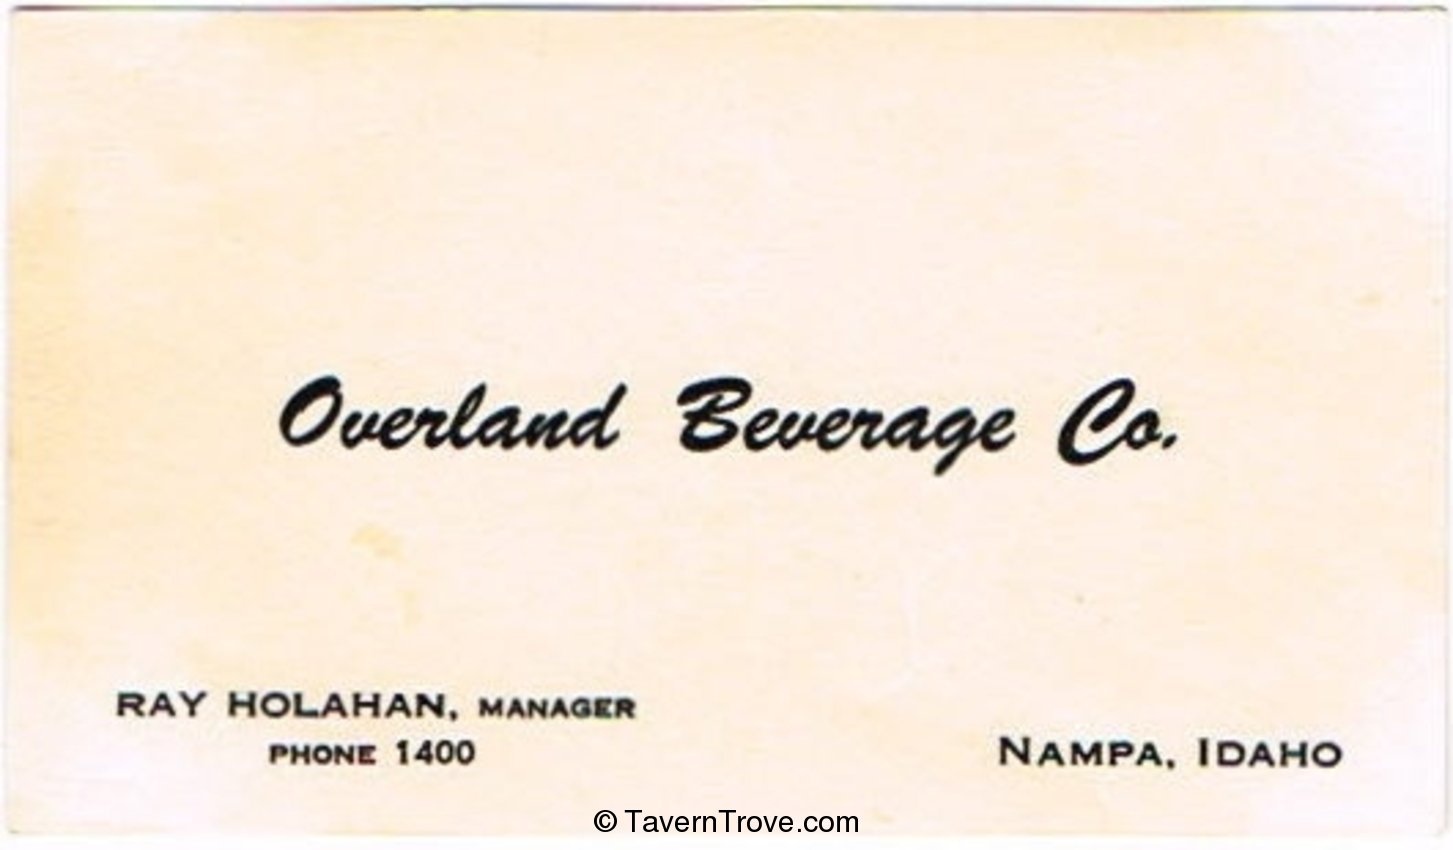 Overland Beverage Co.
RAY HOLAHAN, MANAGER
PHONE 1400
NAMPA, IDAHO
© TavernTrove.com